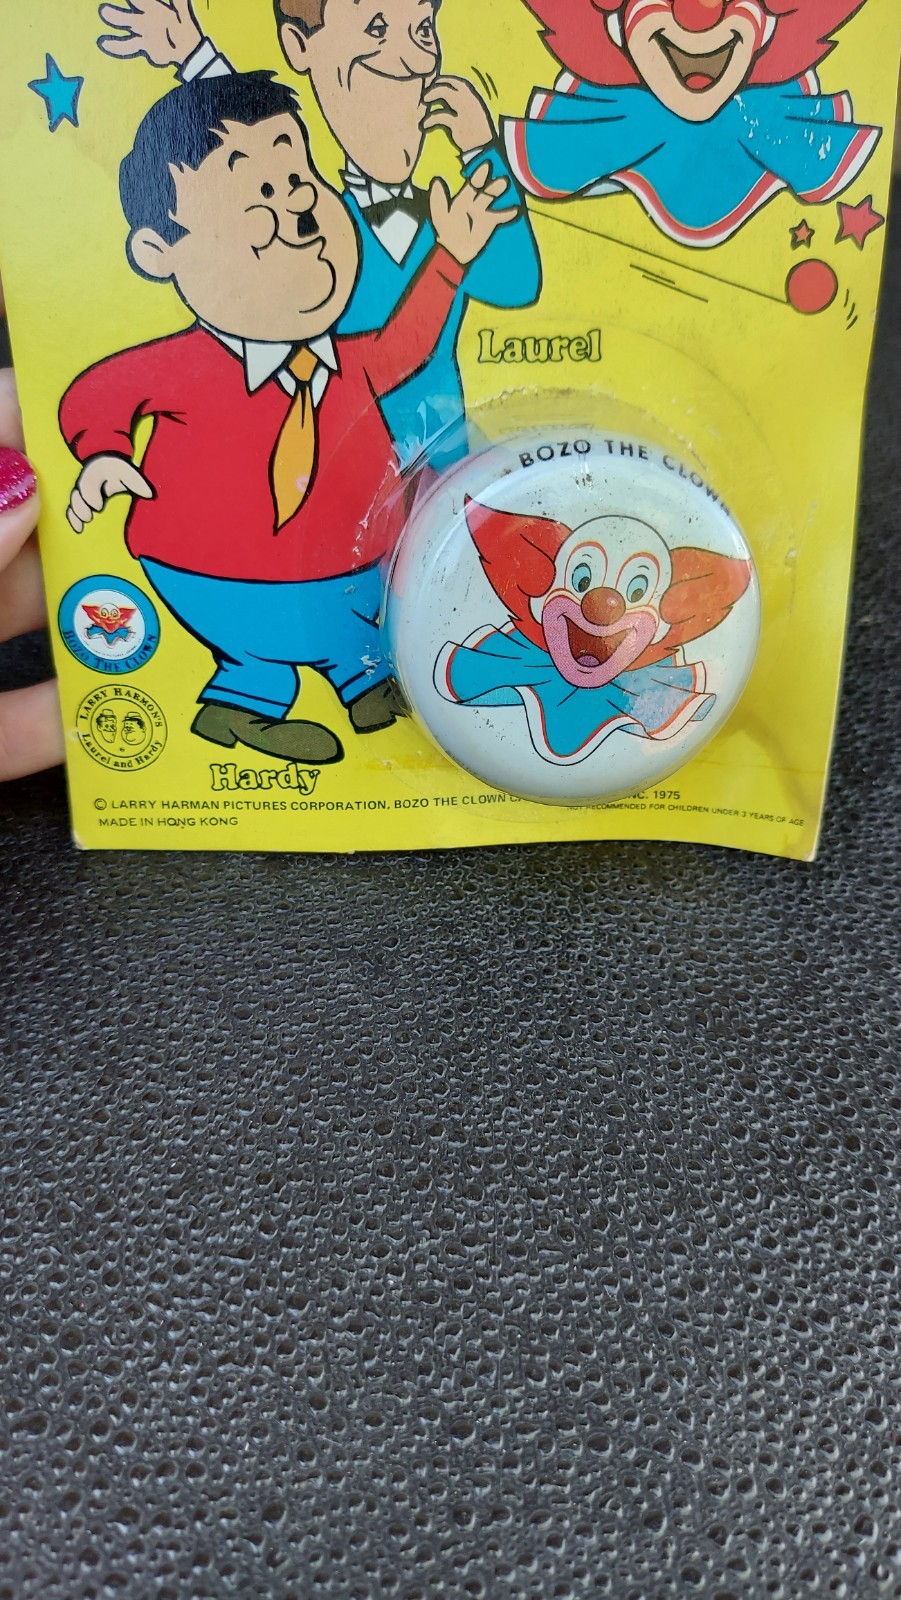 Laurel
BOZO THE CLOWN
BOZO THE CLOWN
LARRY HARMON'S
Laurel and Hardy
Hardy
© LARRY HARMAN PICTURES CORPORATION, BOZO THE CLOWN INC. 1975
NOT RECOMMENDED FOR CHILDREN UNDER 3 YEARS OF AGE
MADE IN HONG KONG